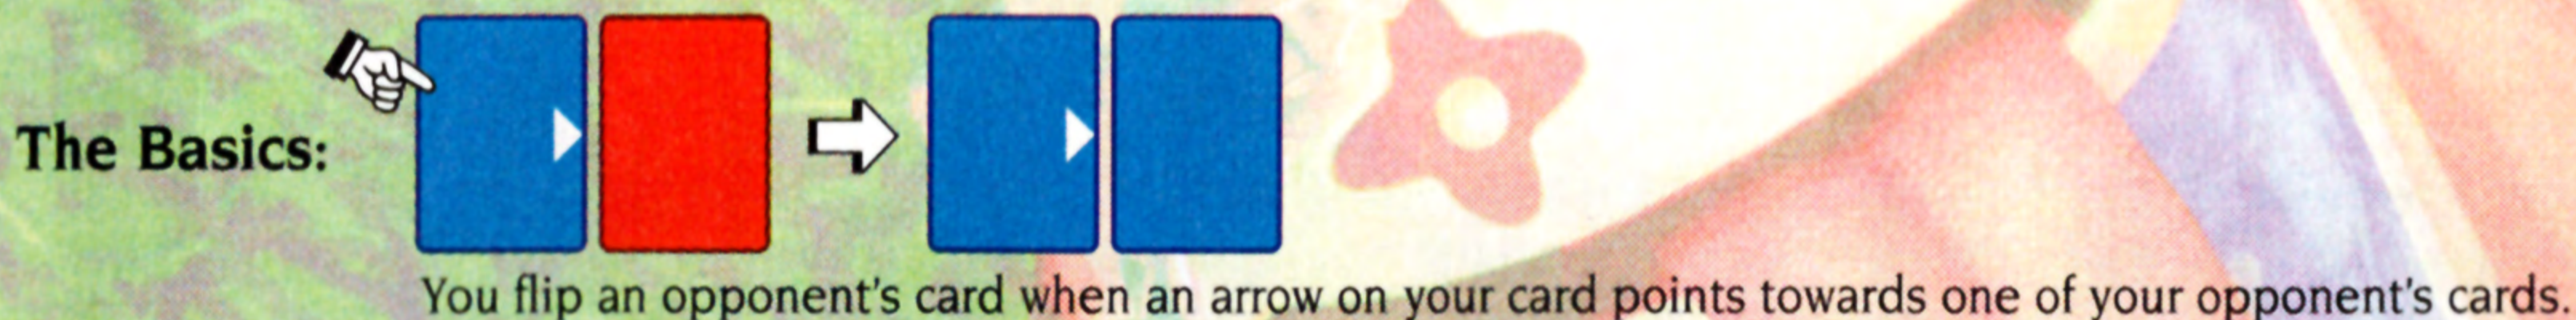 The Basics:
You flip an opponent's card when an arrow on your card points towards one of your opponent's cards.